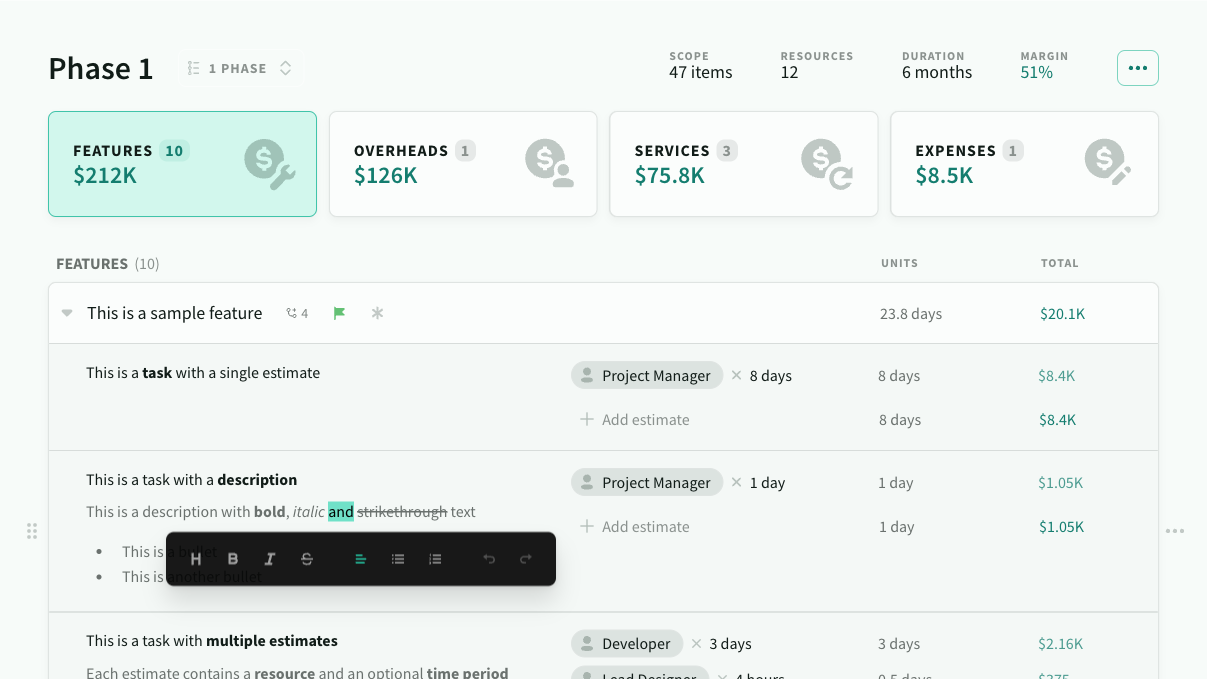 Phase 1
1 PHASE
SCOPE
47 items
RESOURCES
12
DURATION
6 months
MARGIN
51%
FEATURES 10
$212K
OVERHEADS 1
$126K
SERVICES 3
$75.8K
EXPENSES 1
$8.5K
FEATURES (10) UNITS TOTAL
This is a sample feature 4 23.8 days $20.1K
This is a task with a single estimate Project Manager × 8 days 8 days $8.4K
+ Add estimate 8 days $8.4K
This is a task with a description Project Manager × 1 day 1 day $1.05K
This is a description with bold, italic and strikethrough text
+ Add estimate 1 day $1.05K
• This is a bullet
• This is another bullet
H B I S
This is a task with multiple estimates Developer × 3 days 3 days $2.16K
Each estimate contains a resource and an optional time period Lead Designer × 4 hours 0.5 days $375